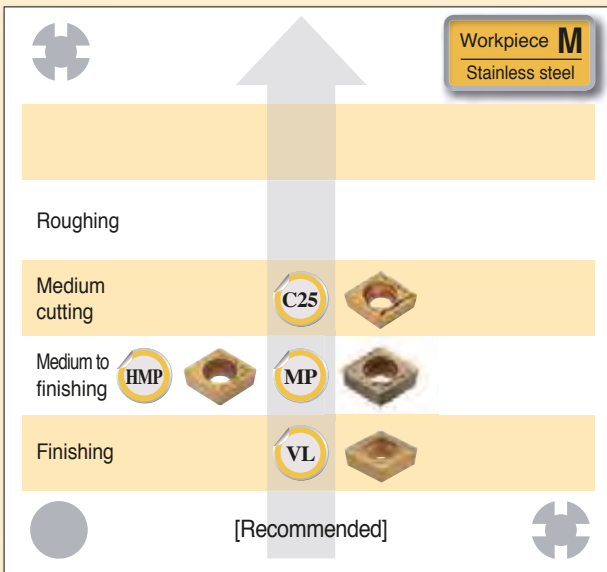 Workpiece M
Stainless steel
Roughing
Medium
cutting
C25
Medium to
finishing
HMP
MP
Finishing
VL
[Recommended]